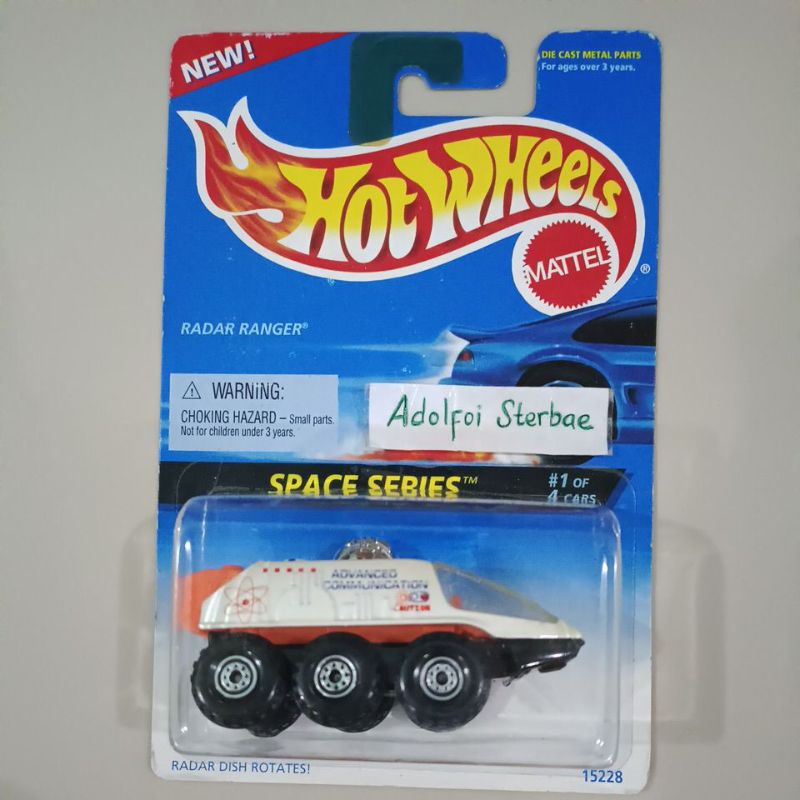 NEW!
DIE CAST METAL PARTS
For ages over 3 years.
HOT WHEELS
MATTEL
®
RADAR RANGER®
⚠ WARNING:
CHOKING HAZARD – Small parts.
Not for children under 3 years.
Adolfoi Sterbae
SPACE SERIES™
#1 OF
4 CARS
ADVANCED
COMMUNICATION
RADAR DISH ROTATES!
15228